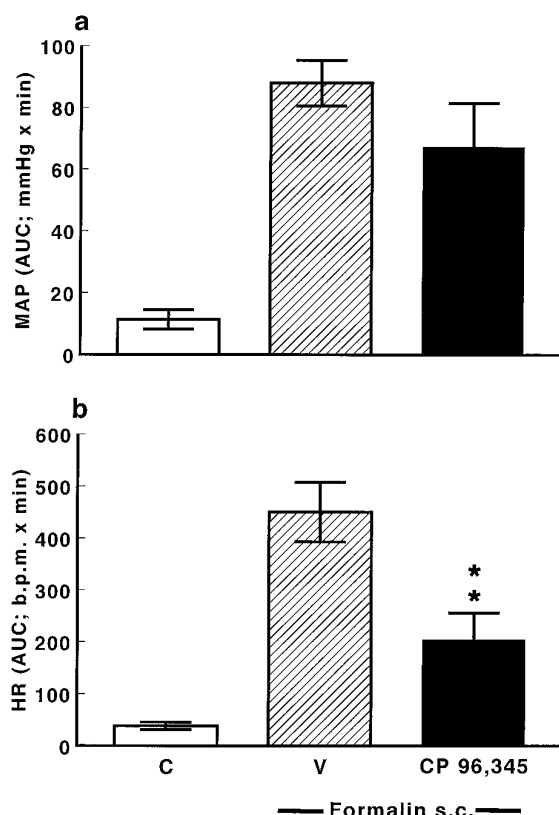 a
MAP (AUC; mmHg x min)
100
80
60
40
20
0
b
HR (AUC; b.p.m. x min)
600
500
400
300
200
100
0
*
*
C V CP 96,345
Formalin s.c.